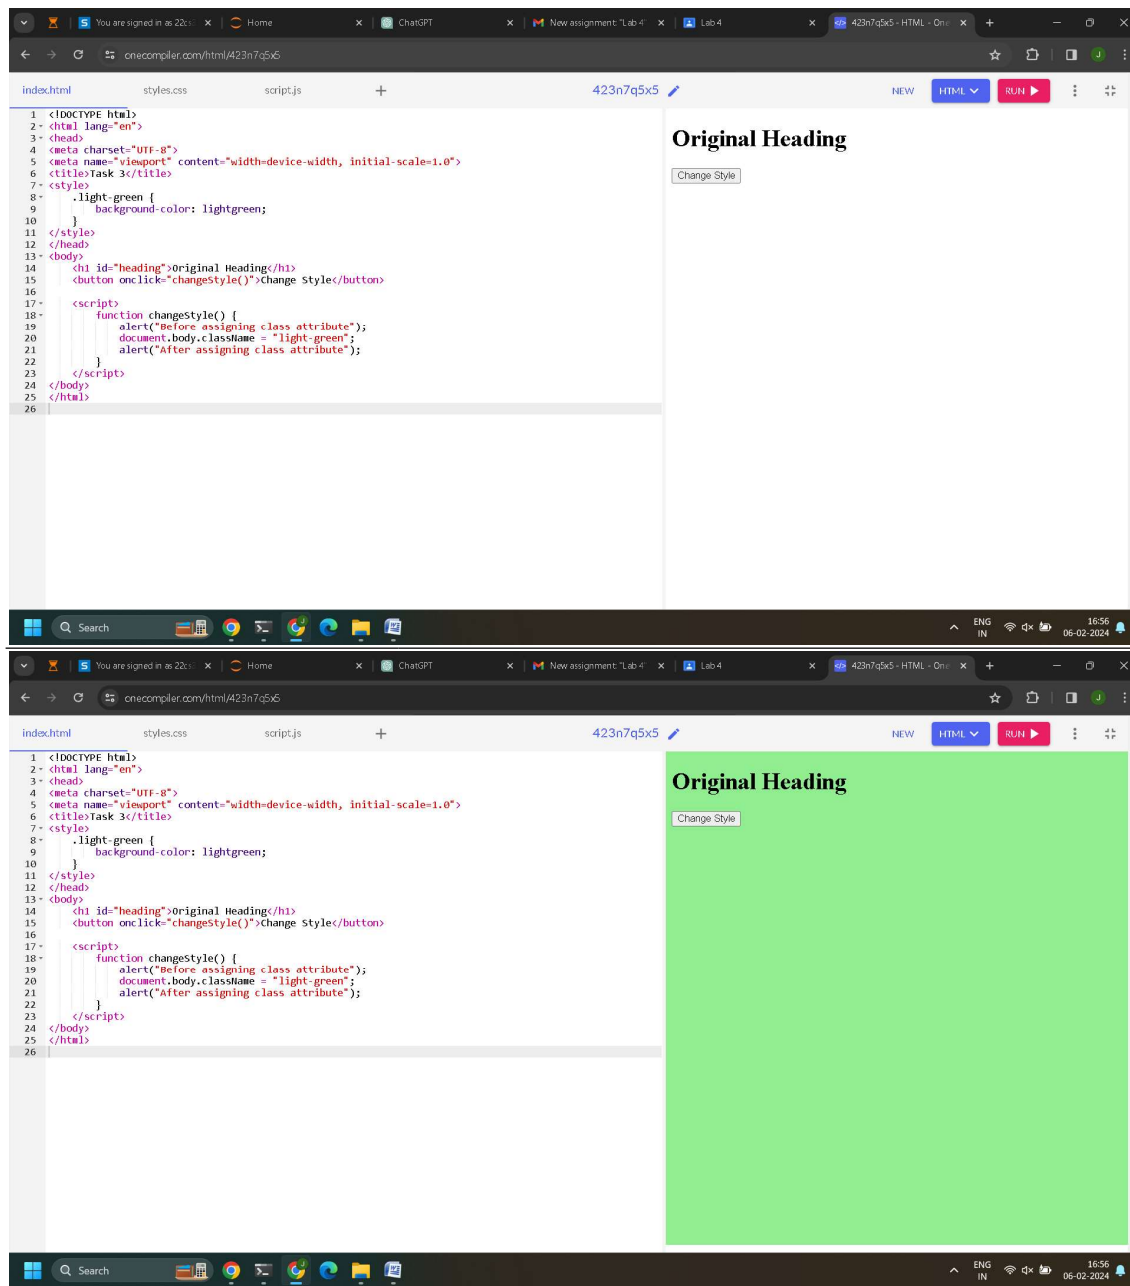 You are signed in as 22cs
Home
ChatGPT
New assignment: "Lab 4"
Lab 4
423n7q5x5 - HTML - One
onecompiler.com/html/423n7q5x5
index.html styles.css script.js + 423n7q5x5 NEW HTML RUN
1 <!DOCTYPE html>
2 <html lang="en">
3 <head>
4 <meta charset="UTF-8">
5 <meta name="viewport" content="width=device-width, initial-scale=1.0">
6 <title>Task 3</title>
7 <style>
8 .light-green {
9 background-color: lightgreen;
10 }
11 </style>
12 </head>
13 <body>
14 <h1 id="heading">Original Heading</h1>
15 <button onclick="changeStyle()">Change Style</button>
16
17 <script>
18 function changeStyle() {
19 alert("Before assigning class attribute");
20 document.body.className = "light-green";
21 alert("After assigning class attribute");
22 }
23 </script>
24 </body>
25 </html>
26
Original Heading
Change Style
Search
ENG
IN
16:56
06-02-2024
You are signed in as 22cs
Home
ChatGPT
New assignment: "Lab 4"
Lab 4
423n7q5x5 - HTML - One
onecompiler.com/html/423n7q5x5
index.html styles.css script.js + 423n7q5x5 NEW HTML RUN
1 <!DOCTYPE html>
2 <html lang="en">
3 <head>
4 <meta charset="UTF-8">
5 <meta name="viewport" content="width=device-width, initial-scale=1.0">
6 <title>Task 3</title>
7 <style>
8 .light-green {
9 background-color: lightgreen;
10 }
11 </style>
12 </head>
13 <body>
14 <h1 id="heading">Original Heading</h1>
15 <button onclick="changeStyle()">Change Style</button>
16
17 <script>
18 function changeStyle() {
19 alert("Before assigning class attribute");
20 document.body.className = "light-green";
21 alert("After assigning class attribute");
22 }
23 </script>
24 </body>
25 </html>
26
Original Heading
Change Style
Search
ENG
IN
16:56
06-02-2024